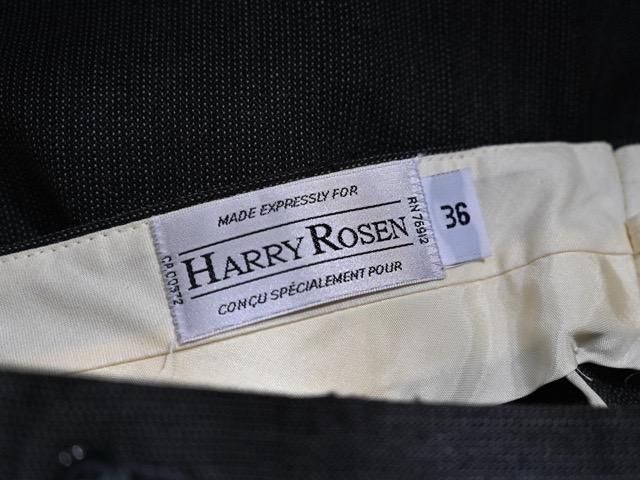 MADE EXPRESSLY FOR
HARRY ROSEN
CONÇU SPÉCIALEMENT POUR
CA 00572
RN 76912
36